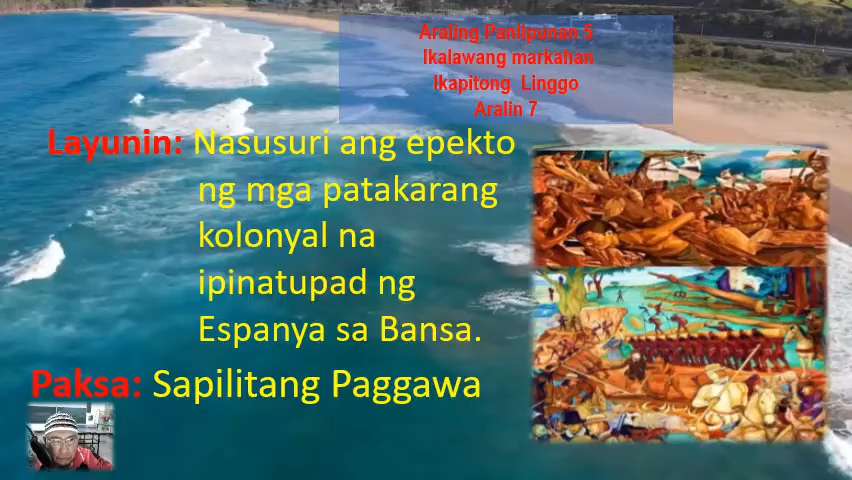 Araling Panlipunan 5
Ikalawang markahan
Ikapitong Linggo
Aralin 7
Layunin: Nasusuri ang epekto
ng mga patakarang
kolonyal na
ipinatupad ng
Espanya sa Bansa.
Paksa: Sapilitang Paggawa